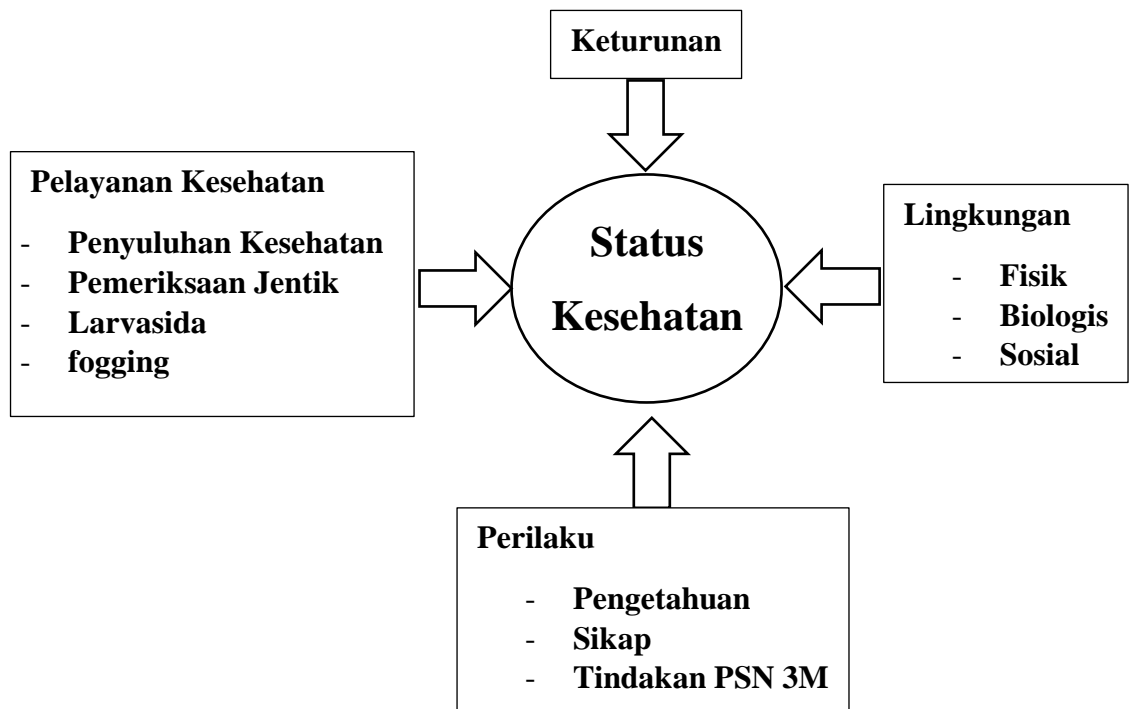 Keturunan
Pelayanan Kesehatan
- Penyuluhan Kesehatan
- Pemeriksaan Jentik
- Larvasida
- fogging
Status
Kesehatan
Lingkungan
- Fisik
- Biologis
- Sosial
Perilaku
- Pengetahuan
- Sikap
- Tindakan PSN 3M